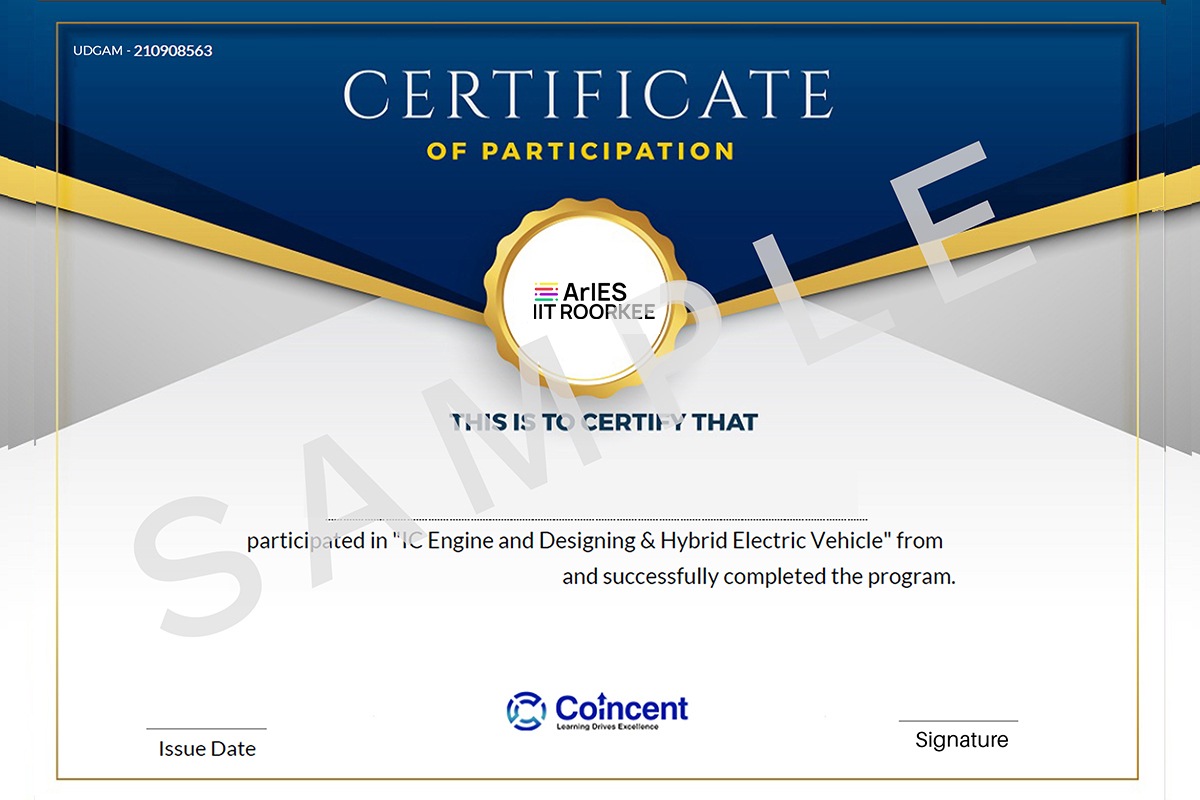 UDGAM - 210908563
CERTIFICATE
OF PARTICIPATION
ArIES
IIT ROORKEE
SAMPLE
THIS IS TO CERTIFY THAT
participated in "IC Engine and Designing & Hybrid Electric Vehicle" from
and successfully completed the program.
Coincent
Learning Drives Excellence
Issue Date
Signature